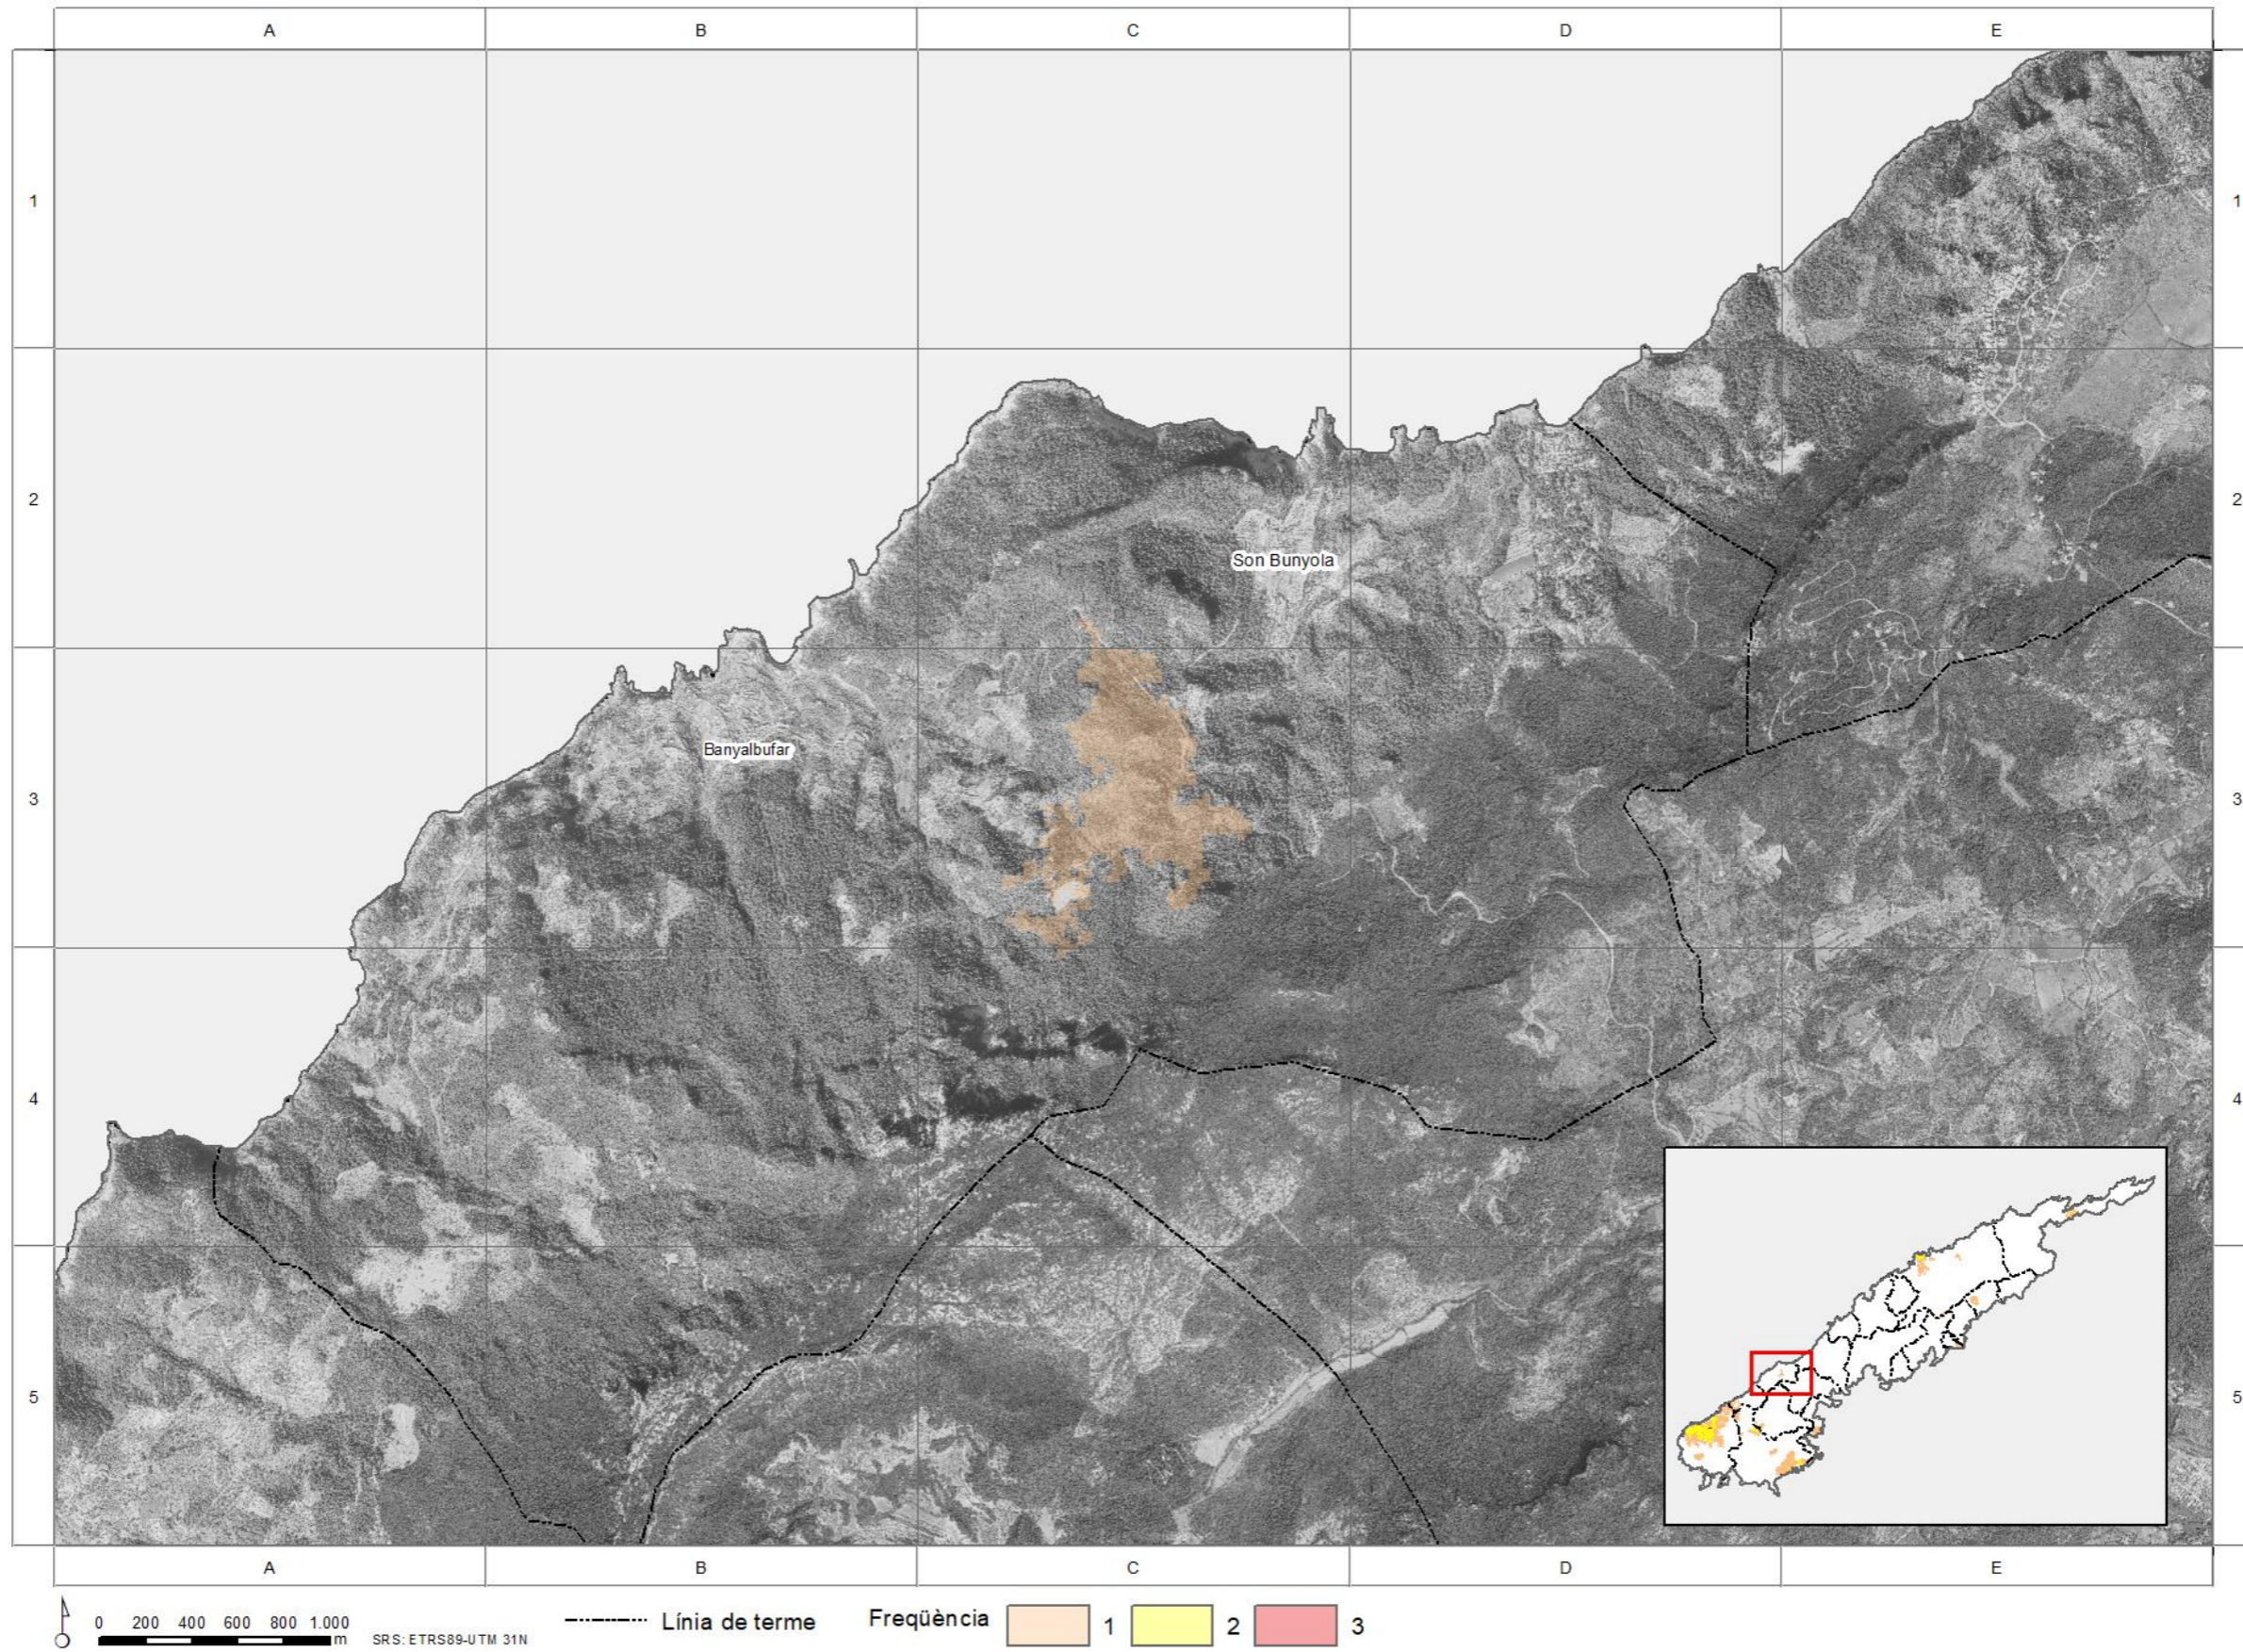 A B C D E
1 1
Son Bunyola
2 2
Banyalbufar
3 3
4 4
5 5
A B C D E
0 200 400 600 800 1.000
m
SRS: ETRS89-UTM 31N
Línia de terme
Freqüència 1 2 3